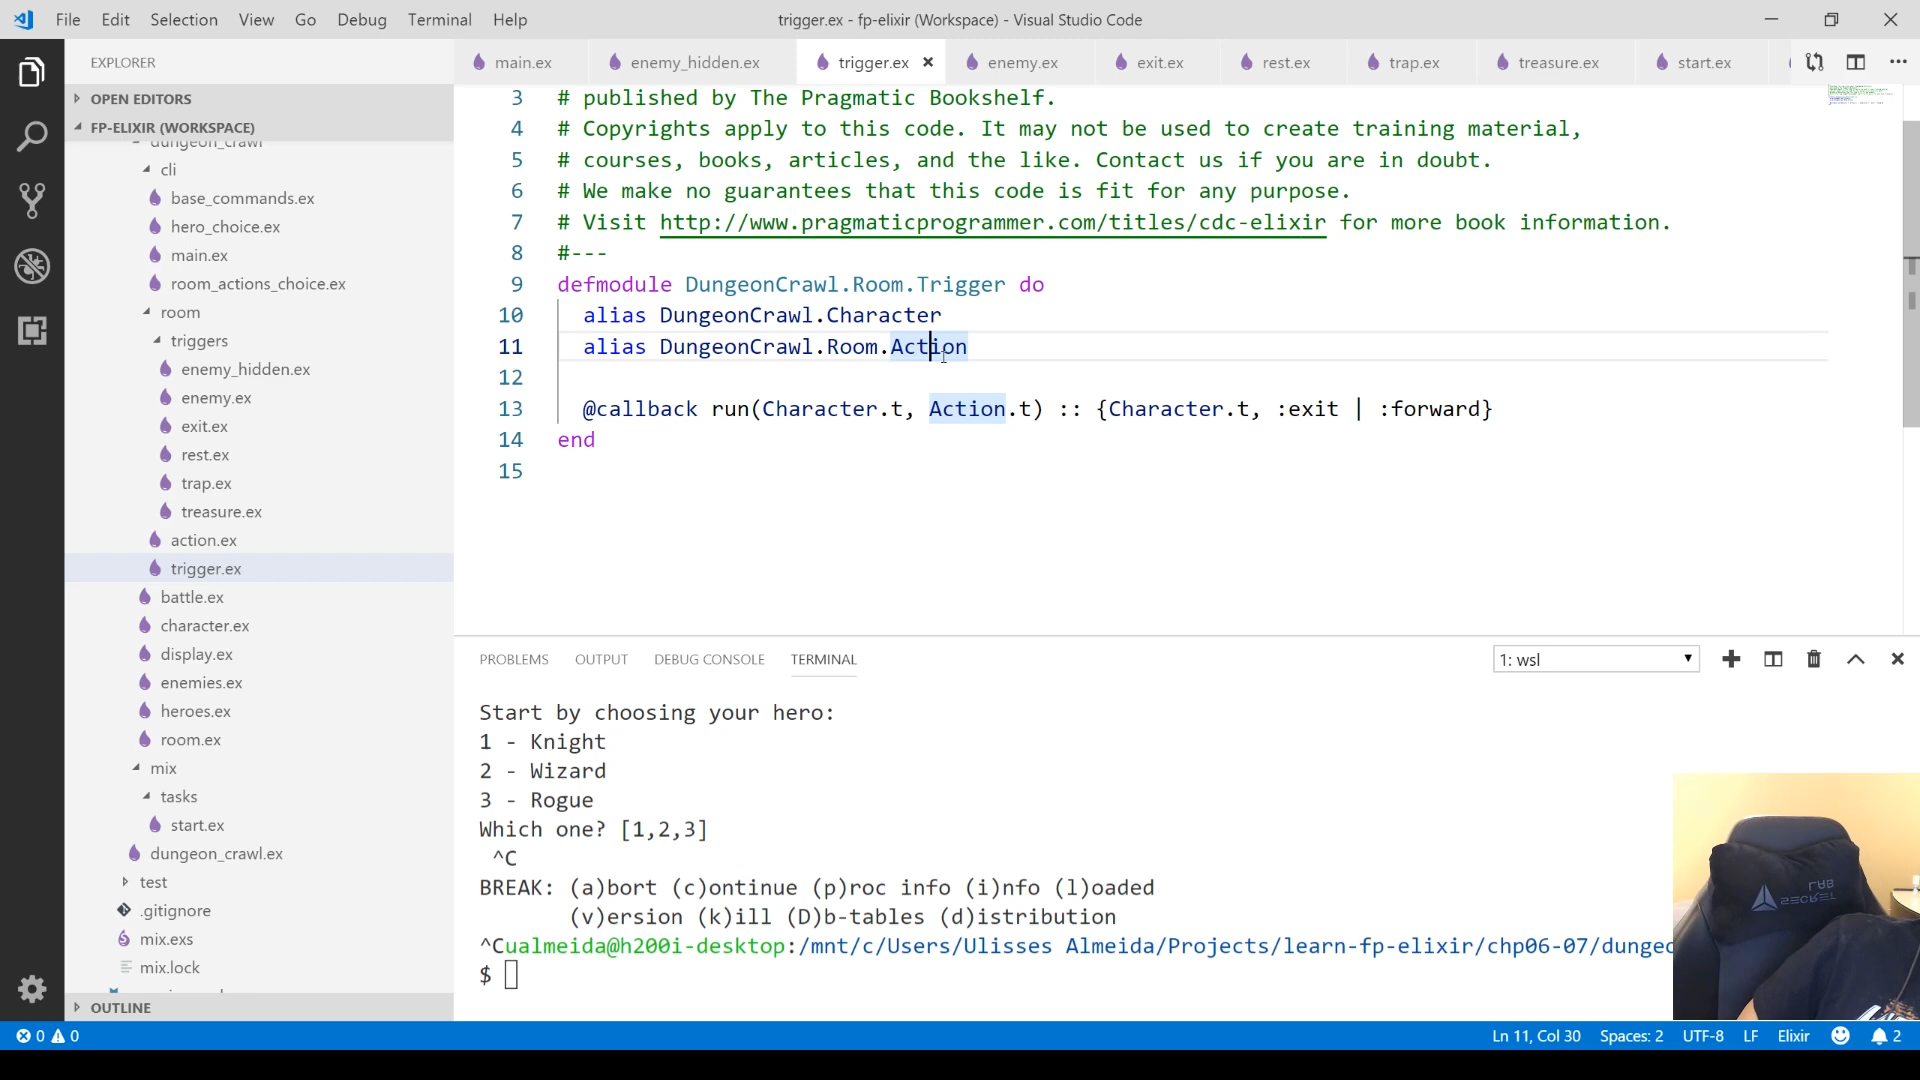 File Edit Selection View Go Debug Terminal Help
trigger.ex - fp-elixir (Workspace) - Visual Studio Code
EXPLORER
main.ex
enemy_hidden.ex
trigger.ex
enemy.ex
exit.ex
rest.ex
trap.ex
treasure.ex
start.ex
OPEN EDITORS
FP-ELIXIR (WORKSPACE)
dungeon_crawl
cli
base_commands.ex
hero_choice.ex
main.ex
room_actions_choice.ex
room
triggers
enemy_hidden.ex
enemy.ex
exit.ex
rest.ex
trap.ex
treasure.ex
action.ex
trigger.ex
battle.ex
character.ex
display.ex
enemies.ex
heroes.ex
room.ex
mix
tasks
start.ex
dungeon_crawl.ex
test
.gitignore
mix.exs
mix.lock
OUTLINE
3 # published by The Pragmatic Bookshelf.
4 # Copyrights apply to this code. It may not be used to create training material,
5 # courses, books, articles, and the like. Contact us if you are in doubt.
6 # We make no guarantees that this code is fit for any purpose.
7 # Visit http://www.pragmaticprogrammer.com/titles/cdc-elixir for more book information.
8 #---
9 defmodule DungeonCrawl.Room.Trigger do
10 alias DungeonCrawl.Character
11 alias DungeonCrawl.Room.Action
12
13 @callback run(Character.t, Action.t) :: {Character.t, :exit | :forward}
14 end
15
PROBLEMS OUTPUT DEBUG CONSOLE TERMINAL
1: wsl
Start by choosing your hero:
1 - Knight
2 - Wizard
3 - Rogue
Which one? [1,2,3]
^C
BREAK: (a)bort (c)ontinue (p)roc info (i)nfo (l)oaded
(v)ersion (k)ill (D)b-tables (d)istribution
^Cualmeida@h200i-desktop:/mnt/c/Users/Ulisses Almeida/Projects/learn-fp-elixir/chp06-07/dungeo
$
SECRET
LAB
0 0
Ln 11, Col 30 Spaces: 2 UTF-8 LF Elixir 2